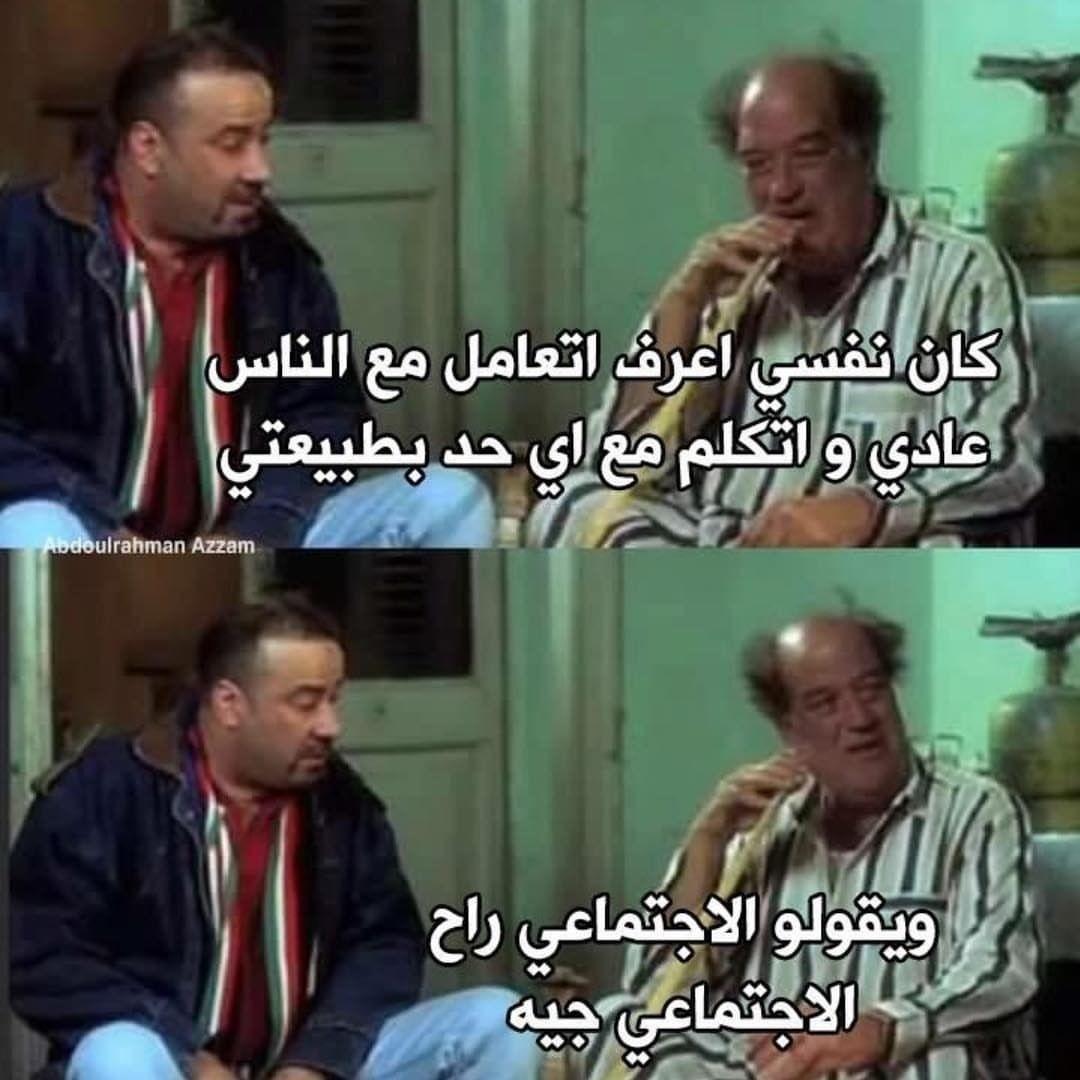 كان نفسي اعرف اتعامل مع الناس
عادي و اتكلم مع اي حد بطبيعتي
Abdoulrahman Azzam
ويقولو الاجتماعي راح
الاجتماعي جيه